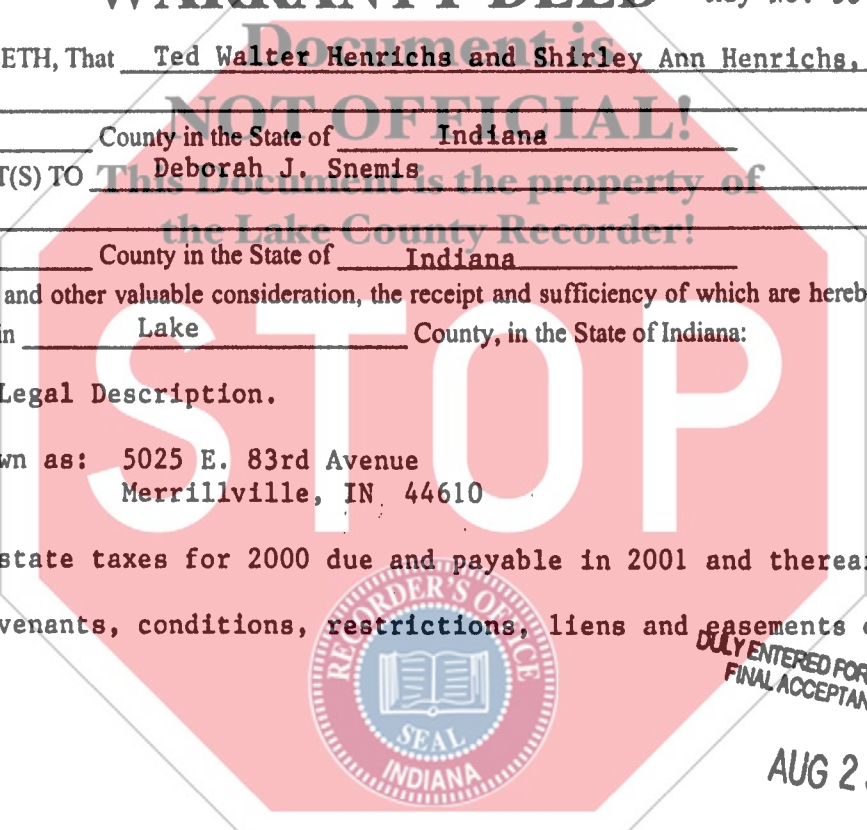 WARRANTY DEED
Document is
ETH, That Ted Walter Henrichs and Shirley Ann Henrichs,
NOT OFFICIAL!
County in the State of Indiana
T(S) TO Deborah J. Snemis
This Document is the property of
the Lake County Recorder!
County in the State of Indiana
and other valuable consideration, the receipt and sufficiency of which are hereb
in Lake County, in the State of Indiana:
STOP
Legal Description.
wn as: 5025 E. 83rd Avenue
Merrillville, IN 44610
state taxes for 2000 due and payable in 2001 and therea
venants, conditions, restrictions, liens and easements
DULY ENTERED FOR
FINAL ACCEPTAN
RECORDER'S OFFICE
SEAL
INDIANA
AUG 2